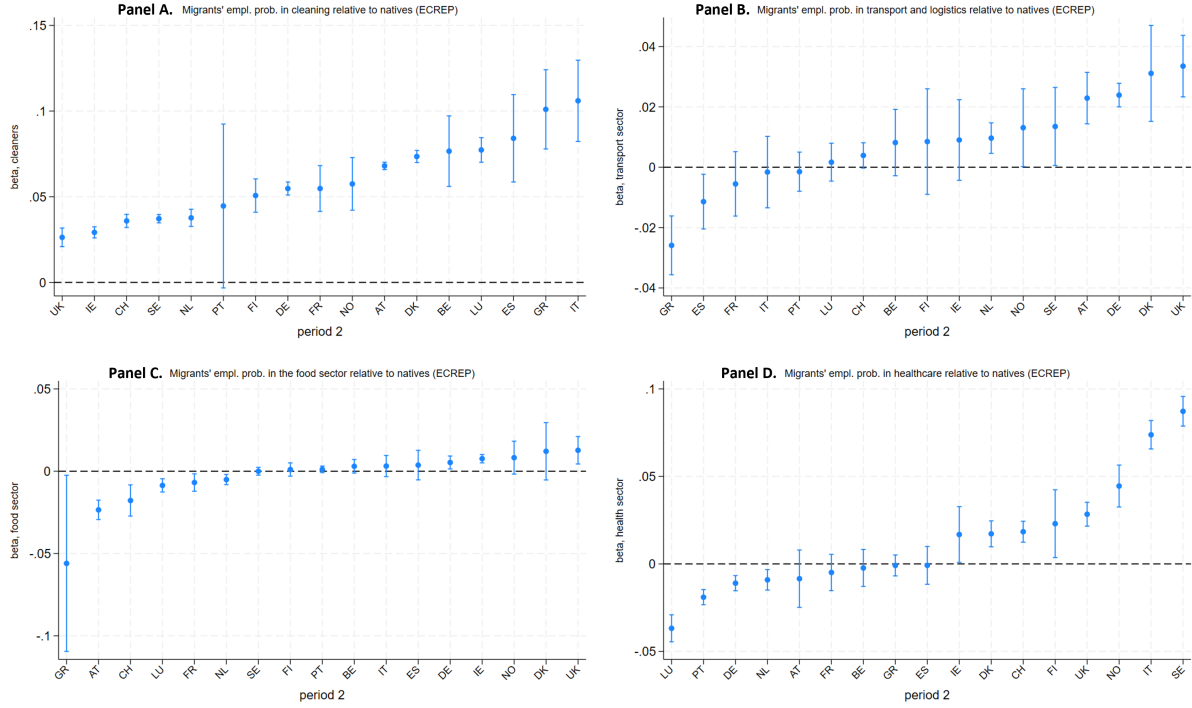 Panel A. Migrants' empl. prob. in cleaning relative to natives (ECREP)
.15
.1
.05
0
beta, cleaners
UK IE CH SE NL PT FI DE FR NO AT DK BE LU ES GR IT
period 2
Panel B. Migrants' empl. prob. in transport and logistics relative to natives (ECREP)
.04
.02
0
-.02
-.04
beta, transport sector
GR ES FR IT PT LU CH BE FI IE NL NO SE AT DE DK UK
period 2
Panel C. Migrants' empl. prob. in the food sector relative to natives (ECREP)
.05
0
-.05
-.1
beta, food sector
GR AT CH LU FR NL SE FI PT BE IT ES DE IE NO DK UK
period 2
Panel D. Migrants' empl. prob. in healthcare relative to natives (ECREP)
.1
.05
0
-.05
beta, health sector
LU PT DE NL AT FR BE GR ES IE DK CH FI UK NO IT SE
period 2